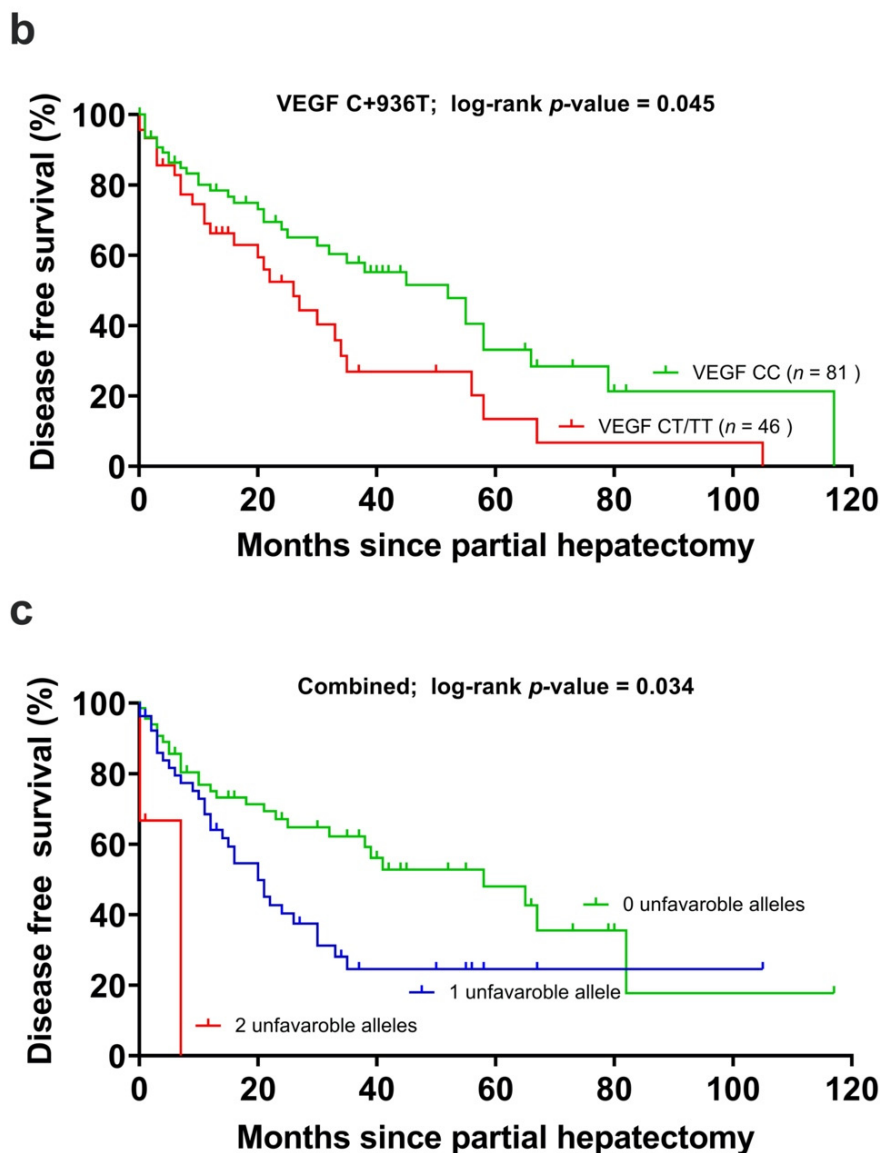 b
VEGF C+936T; log-rank p-value = 0.045
Disease free survival (%)
100
80
60
40
20
0
VEGF CC (n = 81 )
VEGF CT/TT (n = 46 )
0 20 40 60 80 100 120
Months since partial hepatectomy
c
Combined; log-rank p-value = 0.034
Disease free survival (%)
100
80
60
40
20
0
0 unfavaroble alleles
1 unfavaroble allele
2 unfavaroble alleles
0 20 40 60 80 100 120
Months since partial hepatectomy